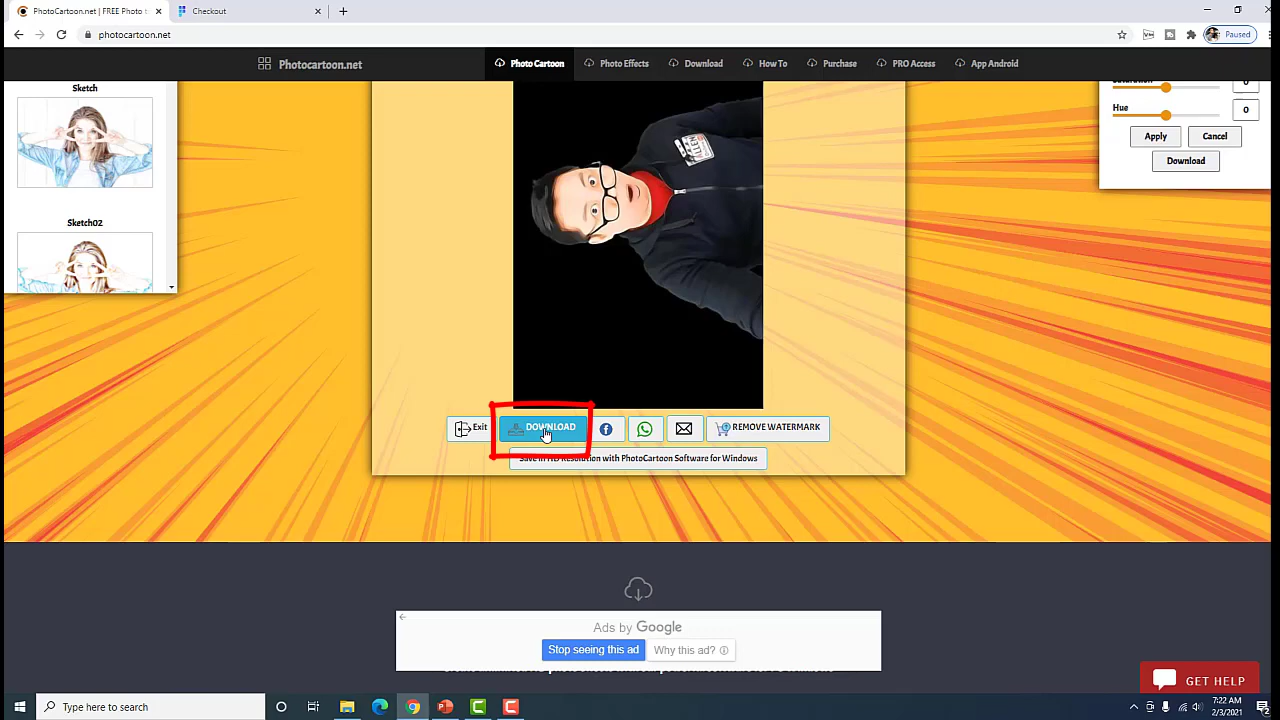 PhotoCartoon.net | FREE Photo t
Checkout
photocartoon.net
Paused
Photocartoon.net
Photo Cartoon
Photo Effects
Download
How To
Purchase
PRO Access
App Android
Sketch
Sketch02
Saturation
0
Hue
0
Apply
Cancel
Download
Exit
DOWNLOAD
REMOVE WATERMARK
Save in HD Resolution with PhotoCartoon Software for Windows
Ads by Google
Stop seeing this ad
Why this ad?
GET HELP
Type here to search
7:22 AM
2/3/2021